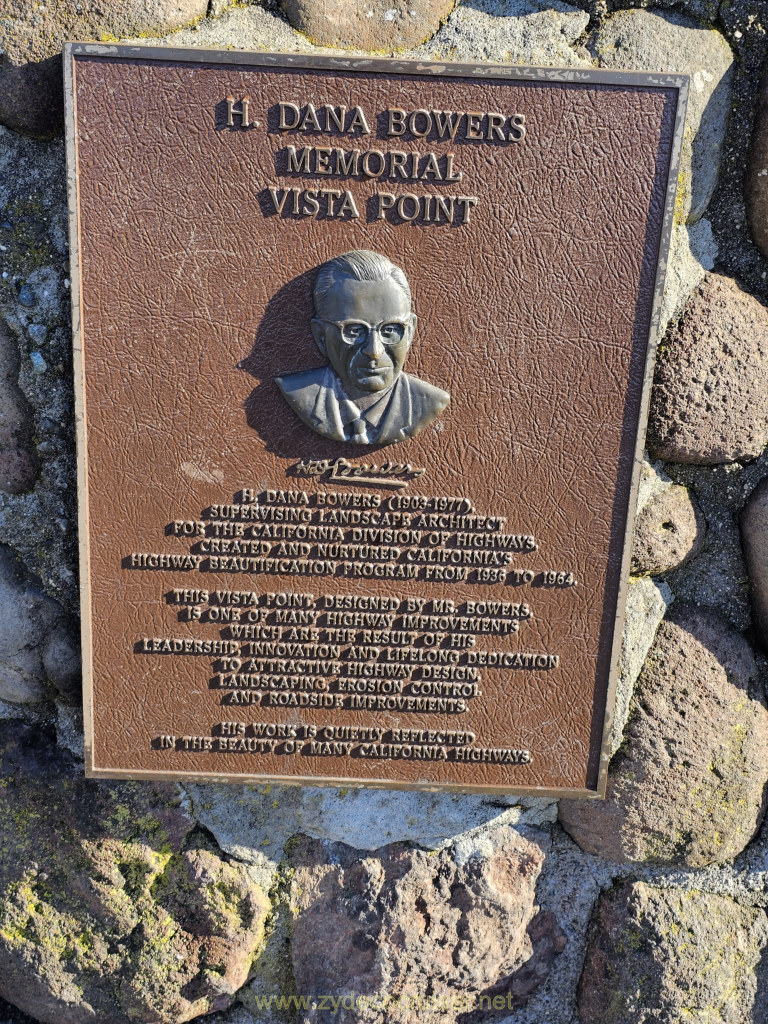 H. DANA BOWERS
MEMORIAL
VISTA POINT
H. DANA BOWERS (1903-1977)
SUPERVISING LANDSCAPE ARCHITECT
FOR THE CALIFORNIA DIVISION OF HIGHWAYS,
CREATED AND NURTURED CALIFORNIA'S
HIGHWAY BEAUTIFICATION PROGRAM FROM 1936 TO 1964.
THIS VISTA POINT, DESIGNED BY MR. BOWERS,
IS ONE OF MANY HIGHWAY IMPROVEMENTS
WHICH ARE THE RESULT OF HIS
LEADERSHIP, INNOVATION AND LIFELONG DEDICATION
TO ATTRACTIVE HIGHWAY DESIGN,
LANDSCAPING, EROSION CONTROL
AND ROADSIDE IMPROVEMENTS.
HIS WORK IS QUIETLY REFLECTED
IN THE BEAUTY OF MANY CALIFORNIA HIGHWAYS.